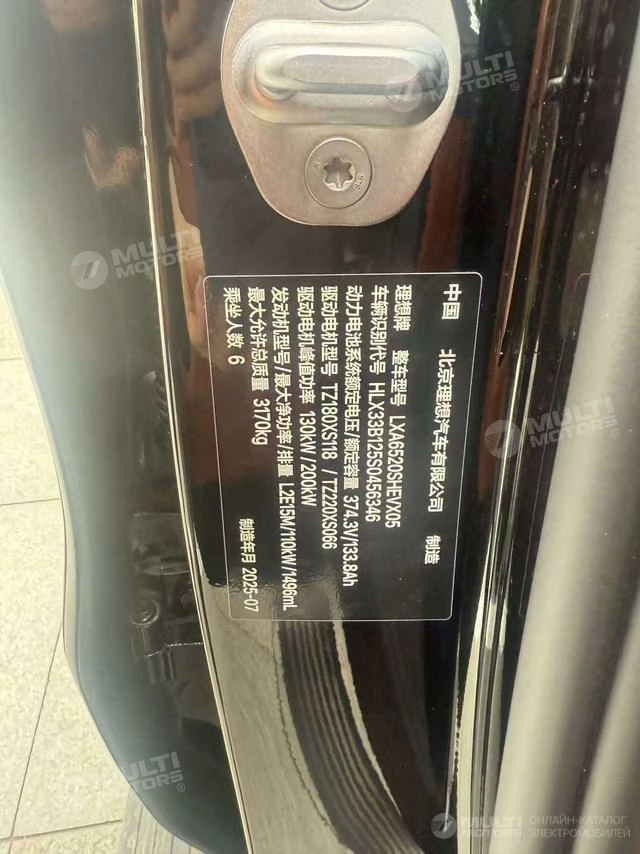 中国 北京理想汽车有限公司 制造
理想牌 整车型号 LXA6520SHEVX05
车辆识别代号 HLX33B125S0456346
动力电池系统额定电压/额定容量 374.3V/133.8Ah
驱动电机型号 TZ180XS118 / TZ220XS066
驱动电机峰值功率 130kW/200kW
发动机型号/最大净功率/排量 L2E15M/110kW/1496mL
最大允许总质量 3170kg
乘坐人数 6 制造年月 2025-07
MULTI MOTORS®
MULTI MOTORS
MULTI MOTORS®
MULTI MOTORS®
MULTI MOTORS®
MULTI MOTORS ОНЛАЙН-КАТАЛОГ ЭЛЕКТРОМОБИЛЕЙ